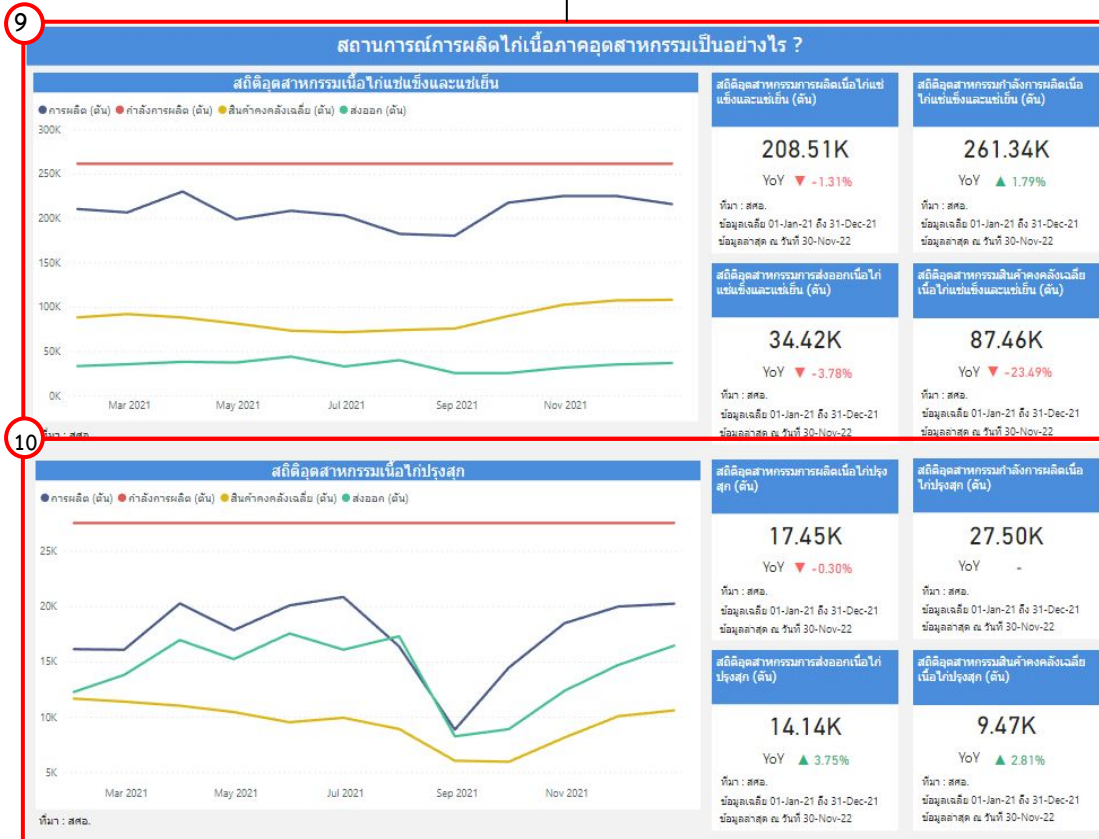 9
สถานการณ์การผลิตไก่เนื้อภาคอุตสาหกรรมเป็นอย่างไร ?
สถิติอุตสาหกรรมเนื้อไก่แช่แข็งและแช่เย็น
การผลิต (ตัน) กำลังการผลิต (ตัน) สินค้าคงคลังเฉลี่ย (ตัน) ส่งออก (ตัน)
300K
250K
200K
150K
100K
50K
0K
Mar 2021 May 2021 Jul 2021 Sep 2021 Nov 2021
ที่มา : สศอ.
สถิติอุตสาหกรรมการผลิตเนื้อไก่แช่
แข็งและแช่เย็น (ตัน)
208.51K
YoY ▼ -1.31%
ที่มา : สศอ.
ข้อมูลเฉลี่ย 01-Jan-21 ถึง 31-Dec-21
ข้อมูลล่าสุด ณ วันที่ 30-Nov-22
สถิติอุตสาหกรรมกำลังการผลิตเนื้อ
ไก่แช่แข็งและแช่เย็น (ตัน)
261.34K
YoY ▲ 1.79%
ที่มา : สศอ.
ข้อมูลเฉลี่ย 01-Jan-21 ถึง 31-Dec-21
ข้อมูลล่าสุด ณ วันที่ 30-Nov-22
สถิติอุตสาหกรรมการส่งออกเนื้อไก่
แช่แข็งและแช่เย็น (ตัน)
34.42K
YoY ▼ -3.78%
ที่มา : สศอ.
ข้อมูลเฉลี่ย 01-Jan-21 ถึง 31-Dec-21
ข้อมูลล่าสุด ณ วันที่ 30-Nov-22
สถิติอุตสาหกรรมสินค้าคงคลังเฉลี่ย
เนื้อไก่แช่แข็งและแช่เย็น (ตัน)
87.46K
YoY ▼ -23.49%
ที่มา : สศอ.
ข้อมูลเฉลี่ย 01-Jan-21 ถึง 31-Dec-21
ข้อมูลล่าสุด ณ วันที่ 30-Nov-22
10
สถิติอุตสาหกรรมเนื้อไก่ปรุงสุก
การผลิต (ตัน) กำลังการผลิต (ตัน) สินค้าคงคลังเฉลี่ย (ตัน) ส่งออก (ตัน)
25K
20K
15K
10K
5K
Mar 2021 May 2021 Jul 2021 Sep 2021 Nov 2021
ที่มา : สศอ.
สถิติอุตสาหกรรมการผลิตเนื้อไก่ปรุง
สุก (ตัน)
17.45K
YoY ▼ -0.30%
ที่มา : สศอ.
ข้อมูลเฉลี่ย 01-Jan-21 ถึง 31-Dec-21
ข้อมูลล่าสุด ณ วันที่ 30-Nov-22
สถิติอุตสาหกรรมกำลังการผลิตเนื้อ
ไก่ปรุงสุก (ตัน)
27.50K
YoY -
ที่มา : สศอ.
ข้อมูลเฉลี่ย 01-Jan-21 ถึง 31-Dec-21
ข้อมูลล่าสุด ณ วันที่ 30-Nov-22
สถิติอุตสาหกรรมการส่งออกเนื้อไก่
ปรุงสุก (ตัน)
14.14K
YoY ▲ 3.75%
ที่มา : สศอ.
ข้อมูลเฉลี่ย 01-Jan-21 ถึง 31-Dec-21
ข้อมูลล่าสุด ณ วันที่ 30-Nov-22
สถิติอุตสาหกรรมสินค้าคงคลังเฉลี่ย
เนื้อไก่ปรุงสุก (ตัน)
9.47K
YoY ▲ 2.81%
ที่มา : สศอ.
ข้อมูลเฉลี่ย 01-Jan-21 ถึง 31-Dec-21
ข้อมูลล่าสุด ณ วันที่ 30-Nov-22